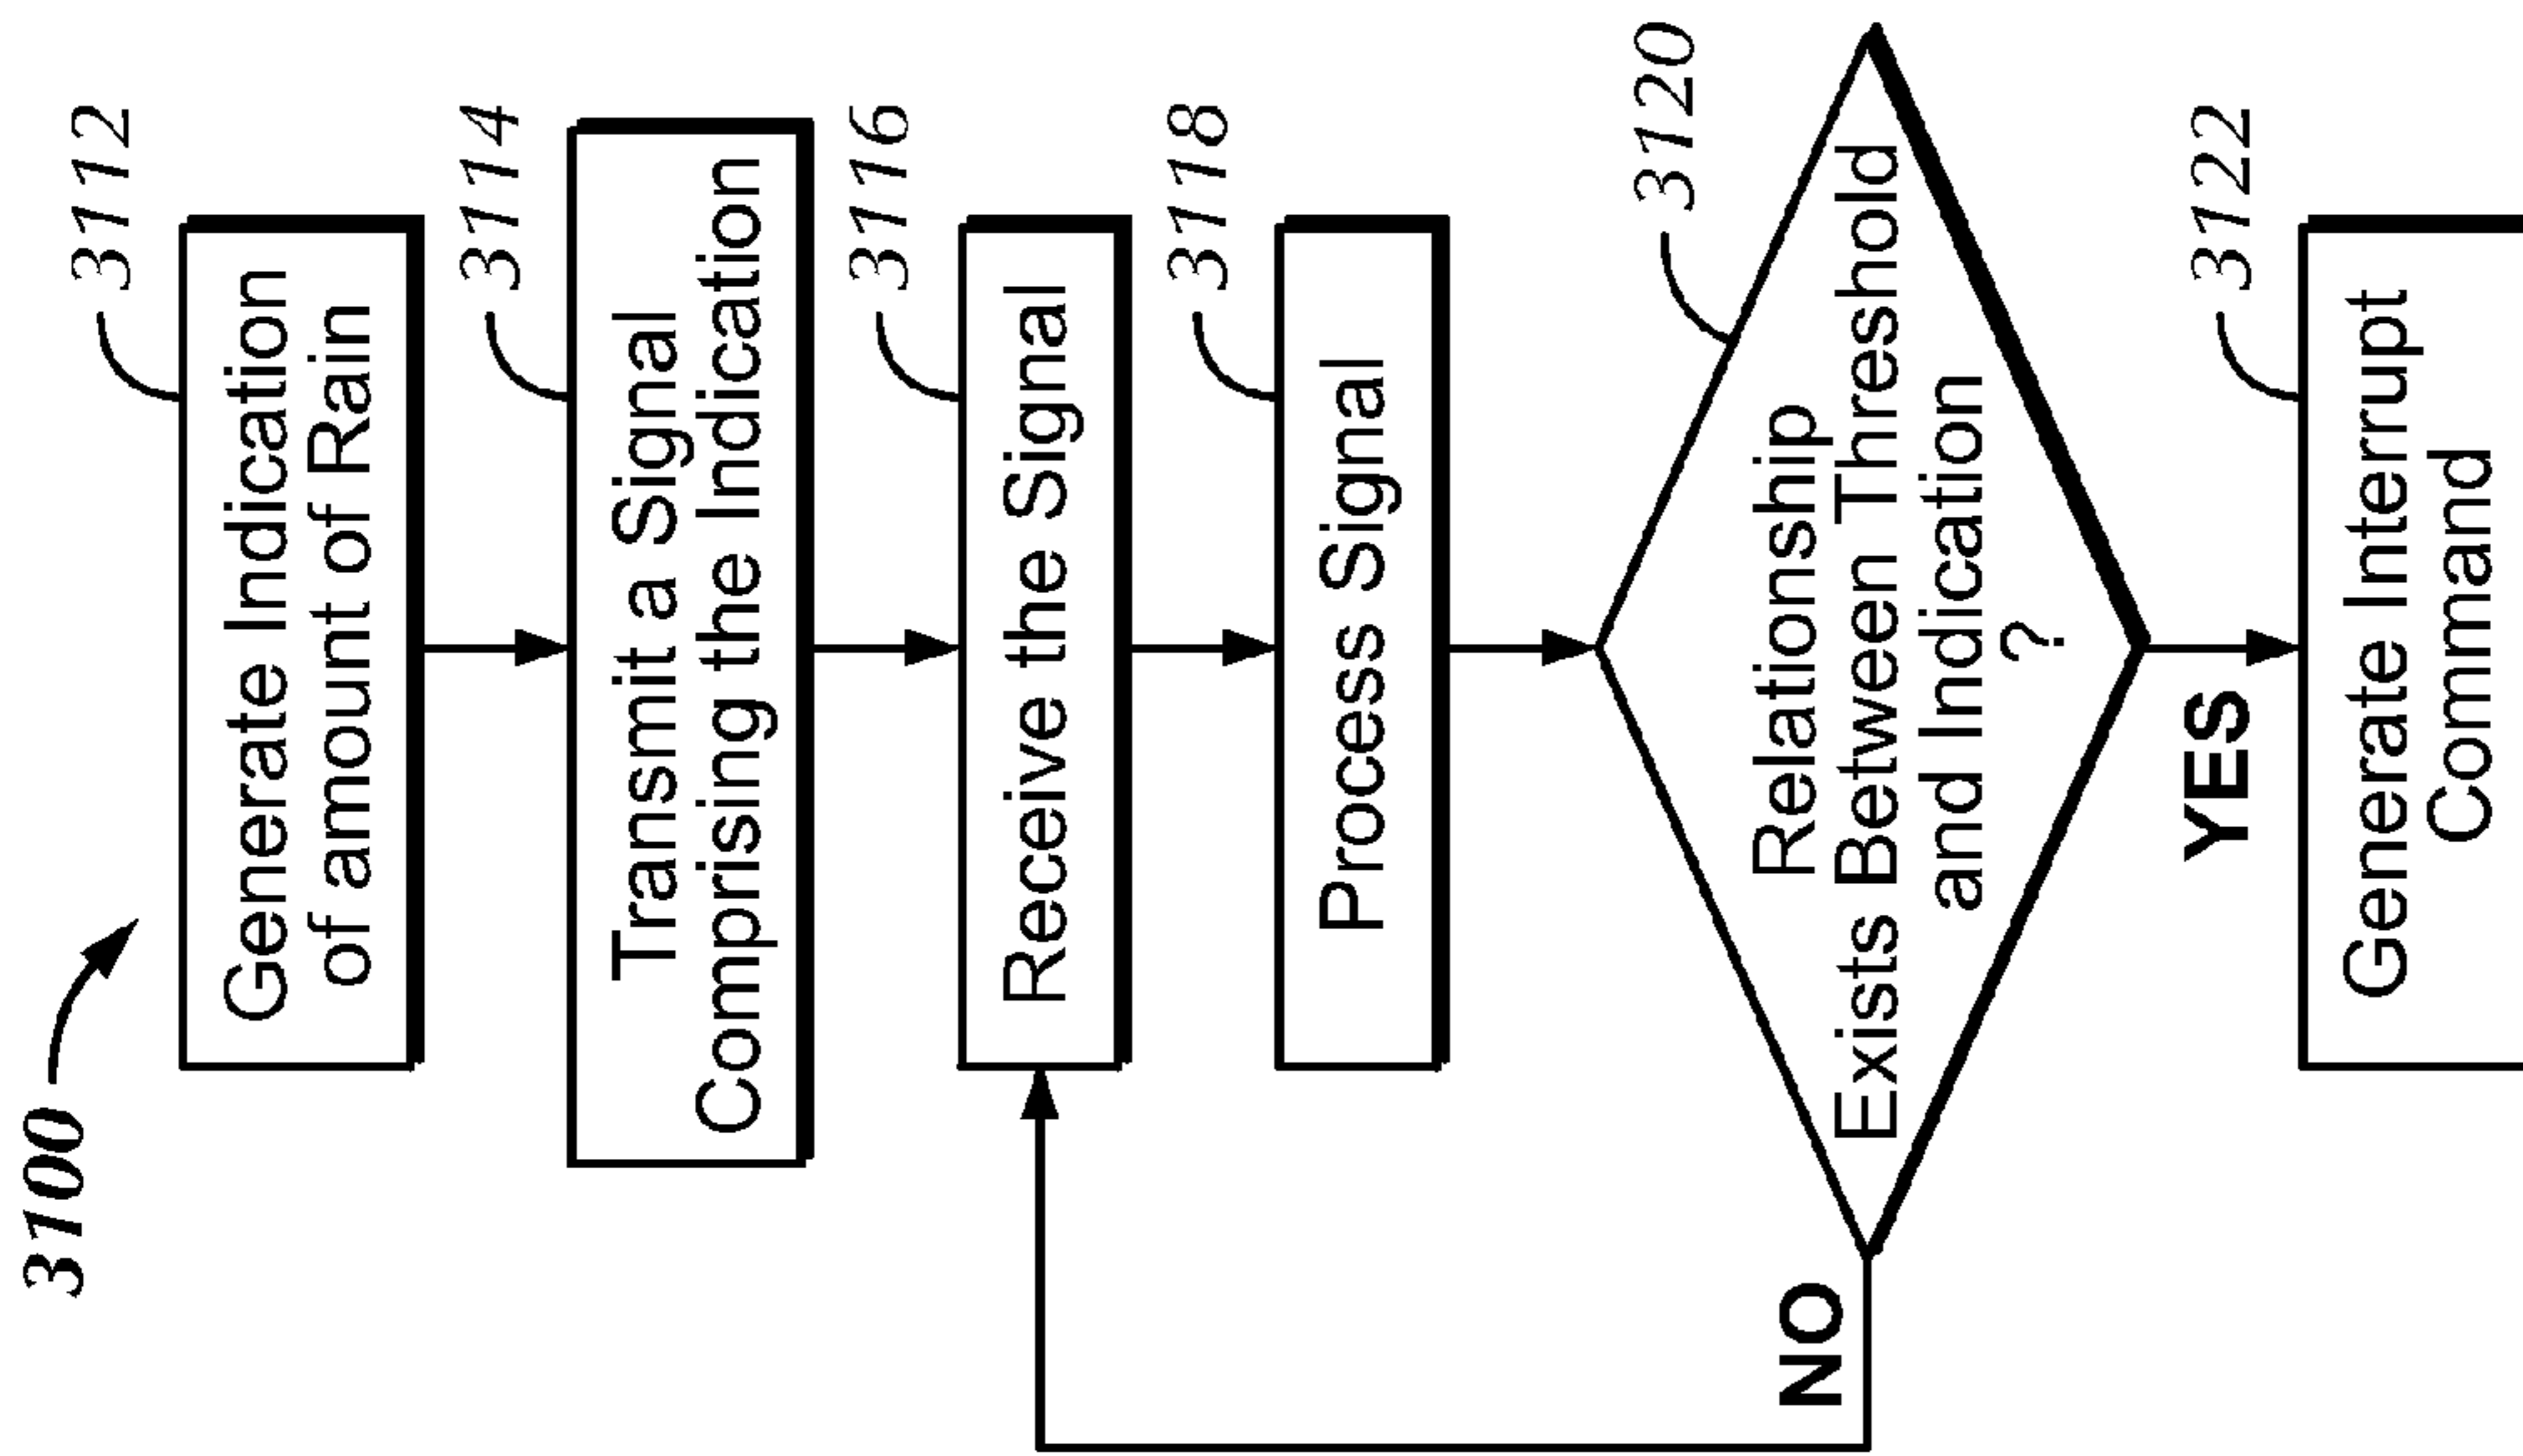 3100
3112
Generate Indication
of amount of Rain
3114
Transmit a Signal
Comprising the Indication
3116
Receive the Signal
3118
Process Signal
3120
Relationship
Exists Between Threshold
and Indication
?
NO
YES
3122
Generate Interrupt
Command